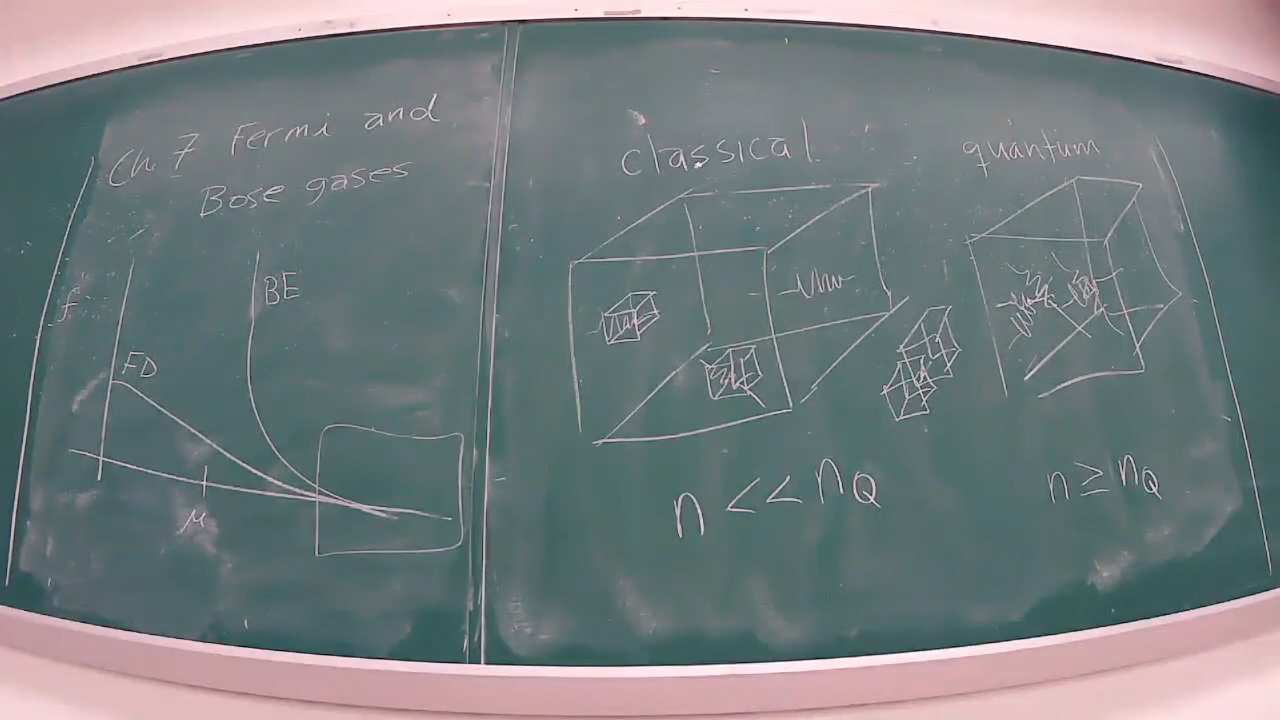 Ch 7 Fermi and
Bose gases
f
BE
FD
μ
classical
quantum
n << nQ
n ≥ nQ